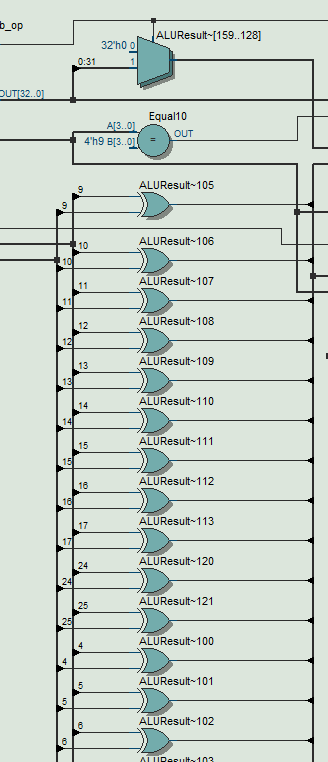 b_op
ALUResult~[159..128]
32'h0 0
0:31 1
OUT[32..0]
Equal10
A[3..0]
OUT
4'h9 B[3..0]
=
ALUResult~105
9
9
ALUResult~106
10
10
ALUResult~107
11
11
ALUResult~108
12
12
ALUResult~109
13
13
ALUResult~110
14
14
ALUResult~111
15
15
ALUResult~112
16
16
ALUResult~113
17
17
ALUResult~120
24
24
ALUResult~121
25
25
ALUResult~100
4
4
ALUResult~101
5
5
ALUResult~102
6
6
ALUResult~103